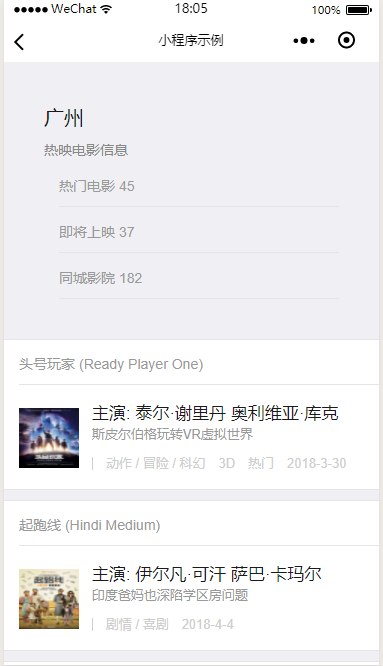 WeChat 18:05 100%
小程序示例
广州
热映电影信息
热门电影 45
即将上映 37
同城影院 182
头号玩家 (Ready Player One)
主演: 泰尔·谢里丹 奥利维亚·库克
斯皮尔伯格玩转VR虚拟世界
动作 / 冒险 / 科幻 3D 热门 2018-3-30
起跑线 (Hindi Medium)
起跑线
主演: 伊尔凡·可汗 萨巴·卡玛尔
印度爸妈也深陷学区房问题
剧情 / 喜剧 2018-4-4